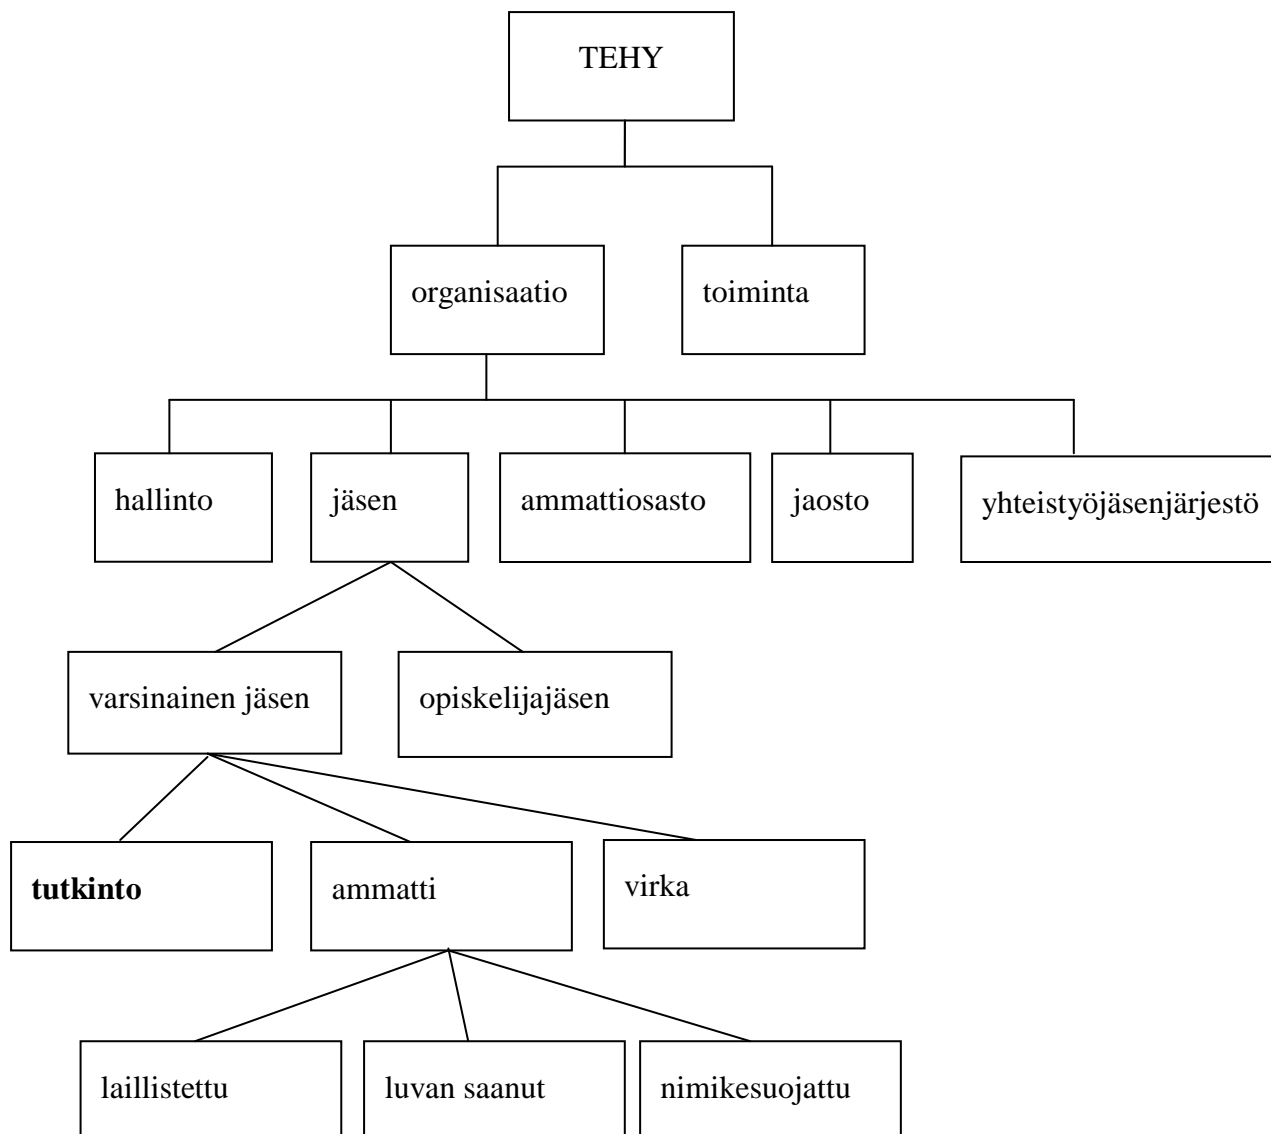 TEHY
organisaatio
toiminta
hallinto
jäsen
ammattiosasto
jaosto
yhteistyöjäsenjärjestö
varsinainen jäsen
opiskelijajäsen
tutkinto
ammatti
virka
laillistettu
luvan saanut
nimikesuojattu